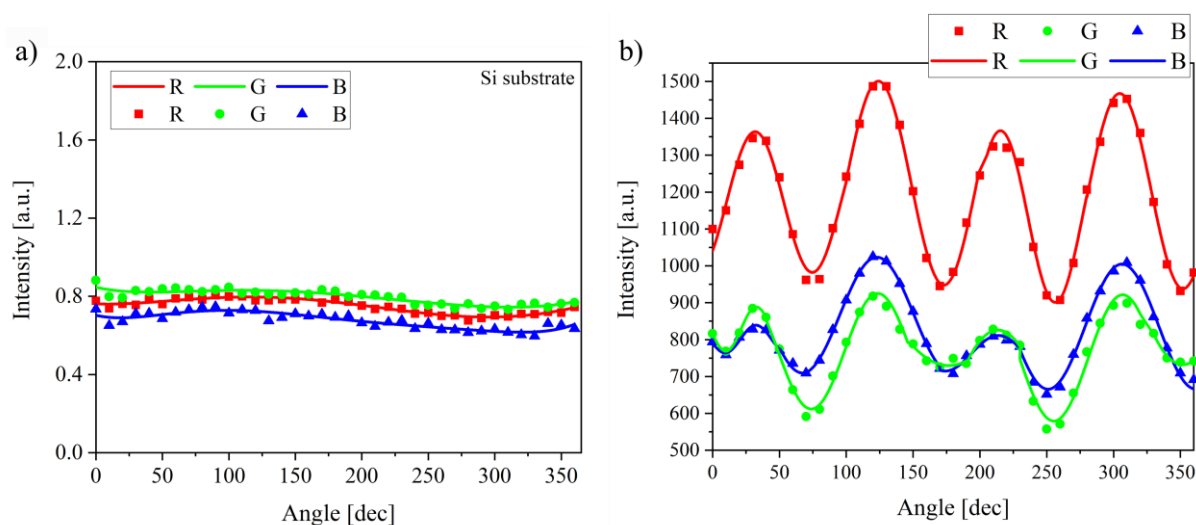 a)
Si substrate
R G B
R G B
2.0
1.6
1.2
0.8
0.4
0.0
Intensity [a.u.]
0 50 100 150 200 250 300 350
Angle [dec]
b)
R G B
R G B
1500
1400
1300
1200
1100
1000
900
800
700
600
500
Intensity [a.u.]
0 50 100 150 200 250 300 350
Angle [dec]